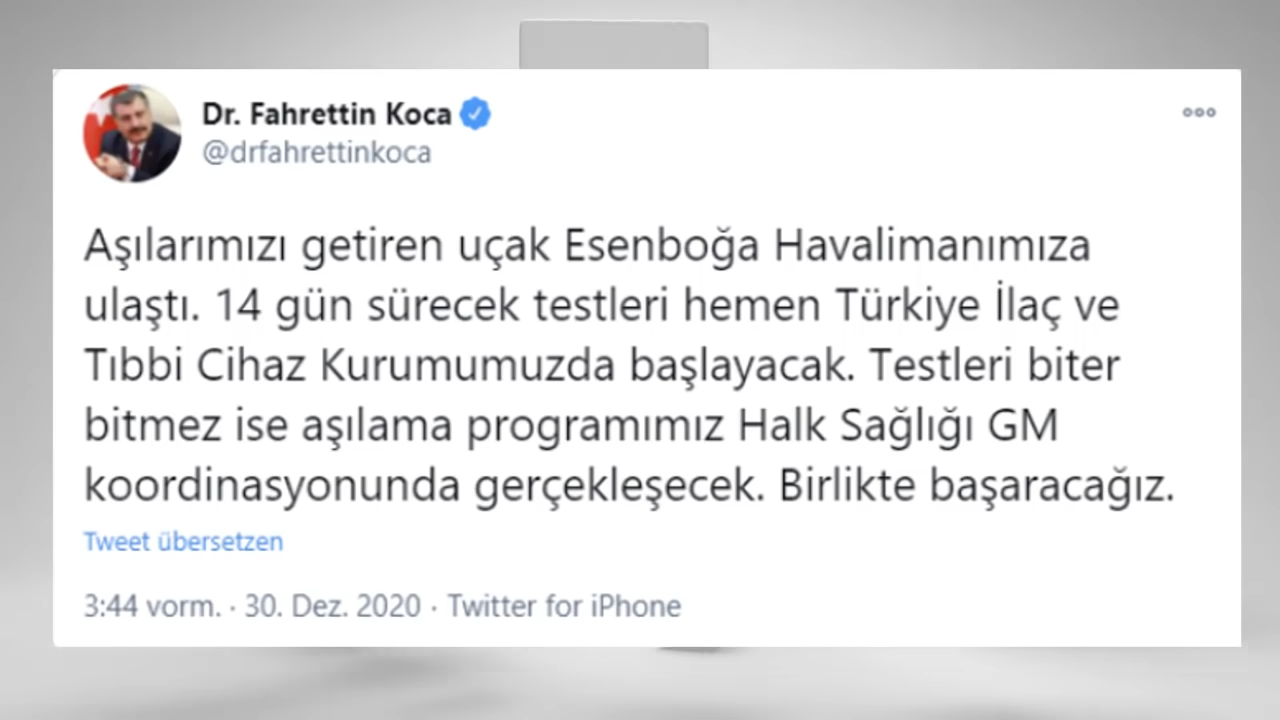 Dr. Fahrettin Koca
@drfahrettinkoca
Aşılarımızı getiren uçak Esenboğa Havalimanımıza
ulaştı. 14 gün sürecek testleri hemen Türkiye İlaç ve
Tıbbi Cihaz Kurumumuzda başlayacak. Testleri biter
bitmez ise aşılama programımız Halk Sağlığı GM
koordinasyonunda gerçekleşecek. Birlikte başaracağız.
Tweet übersetzen
3:44 vorm. · 30. Dez. 2020 · Twitter for iPhone